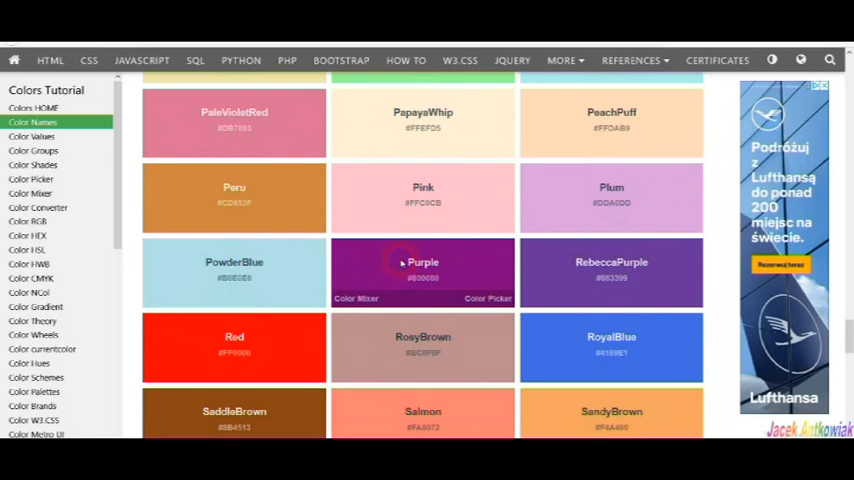 HTML CSS JAVASCRIPT SQL PYTHON PHP BOOTSTRAP HOW TO W3.CSS JQUERY MORE REFERENCES CERTIFICATES
Colors Tutorial
Colors HOME
Color Names
Color Values
Color Groups
Color Shades
Color Picker
Color Mixer
Color Converter
Color RGB
Color HEX
Color HSL
Color HWB
Color CMYK
Color NCol
Color Gradient
Color Theory
Color Wheels
Color currentcolor
Color Hues
Color Schemes
Color Palettes
Color Brands
Color W3.CSS
Color Metro UI
PaleVioletRed PapayaWhip PeachPuff
#DB7093 #FFEFD5 #FFDAB9
Peru Pink Plum
#CD853F #FFC0CB #DDA0DD
PowderBlue Purple RebeccaPurple
#B0E0E6 #800080 #663399
Color Mixer Color Picker
Red RosyBrown RoyalBlue
#FF0000 #BC8F8F #4169E1
SaddleBrown Salmon SandyBrown
#8B4513 #FA8072 #F4A460
Podróżuj
z
Lufthansą
do ponad
200
miejsc na
świecie.
Rezerwuj teraz
Lufthansa
Jacek Antkowiak